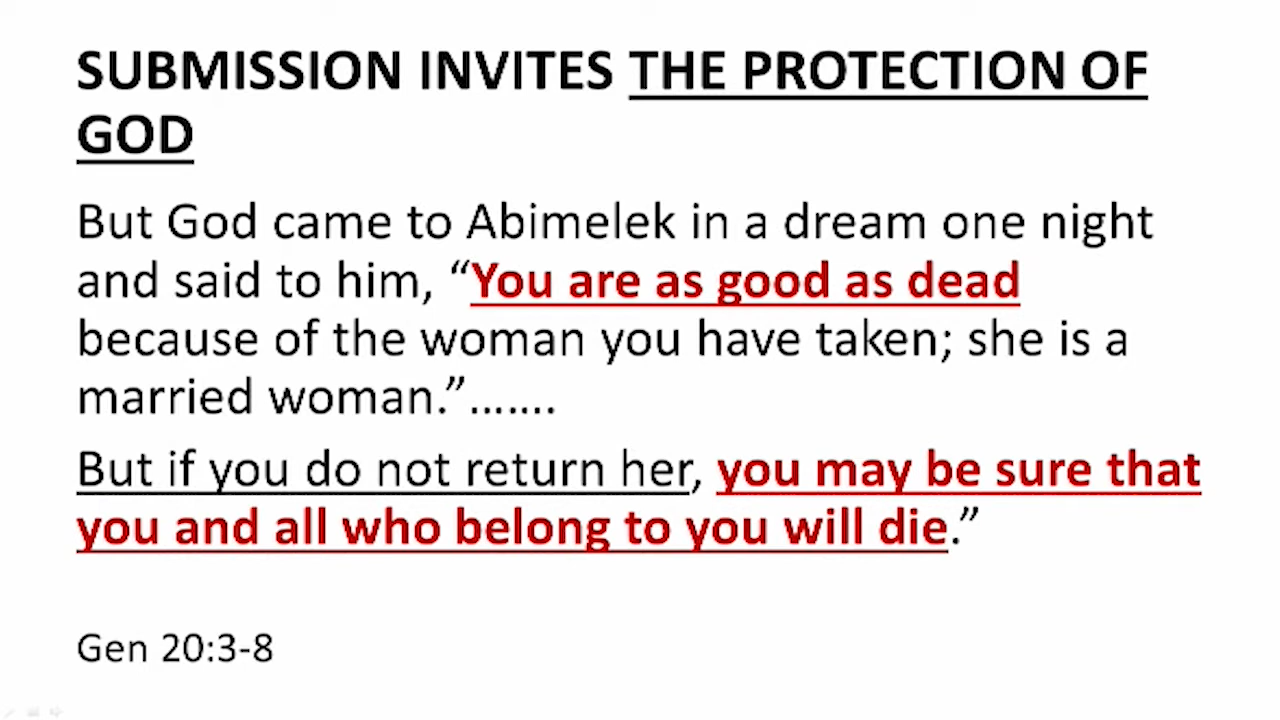 SUBMISSION INVITES THE PROTECTION OF
GOD
But God came to Abimelek in a dream one night
and said to him, “You are as good as dead
because of the woman you have taken; she is a
married woman.”.......
But if you do not return her, you may be sure that
you and all who belong to you will die.”
Gen 20:3-8